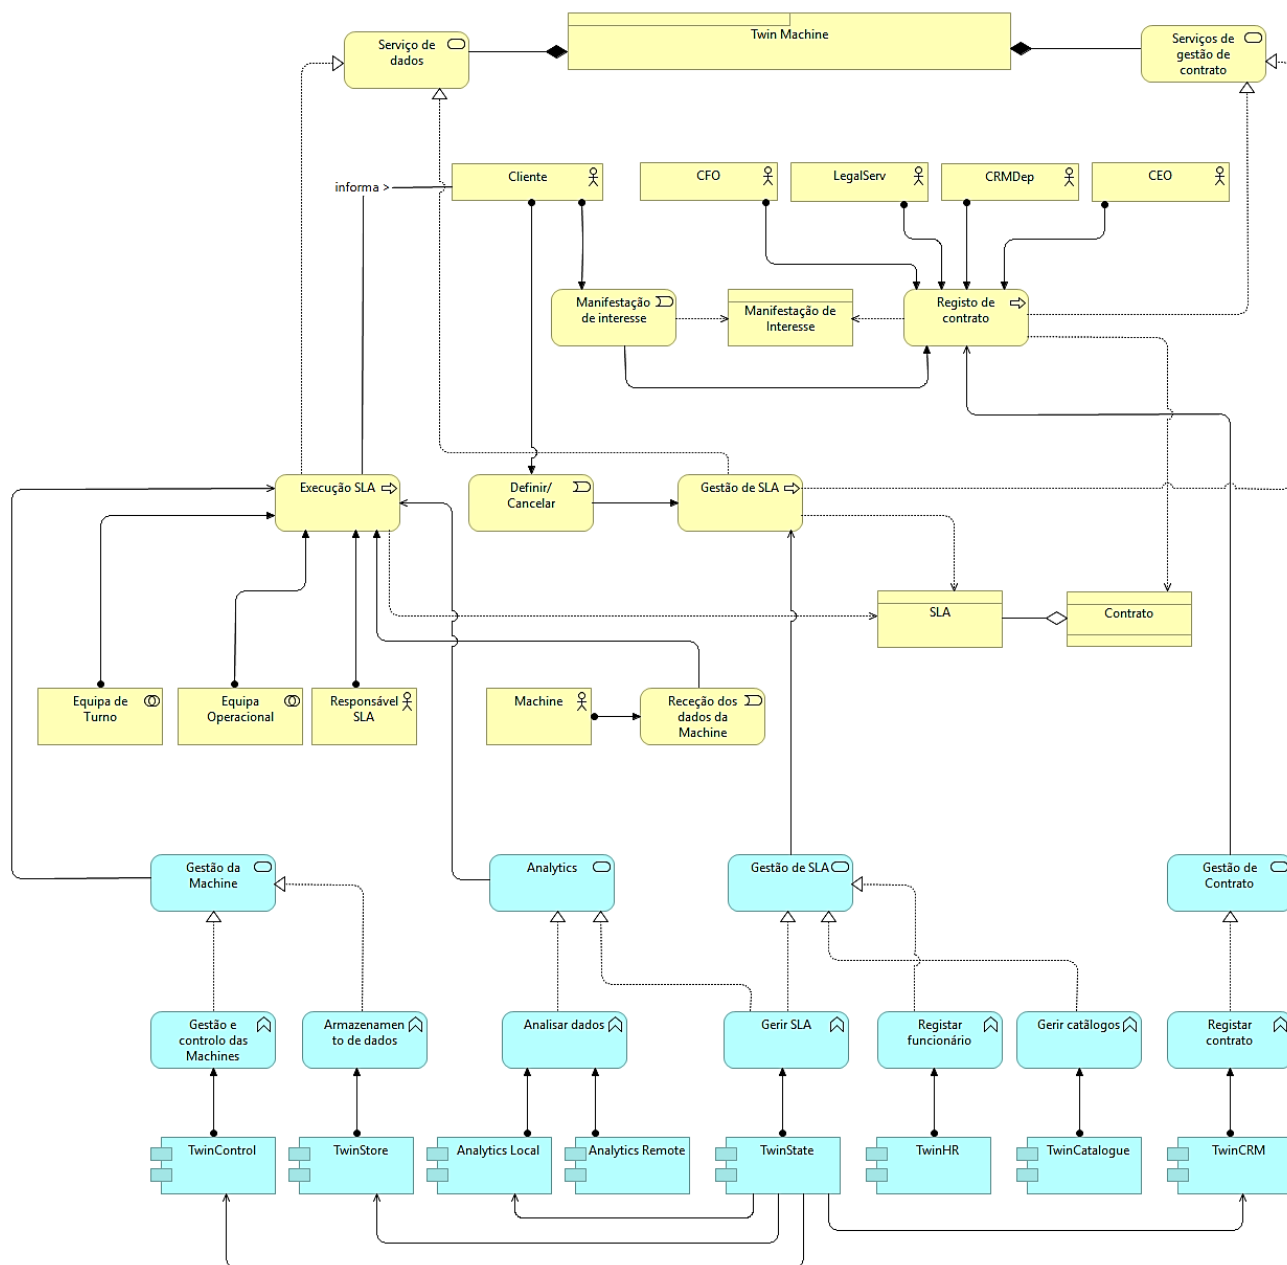 Serviço de
dados
Twin Machine
Serviços de
gestão de
contrato
informa >
Cliente
CFO
LegalServ
CRMDep
CEO
Manifestação
de interesse
Manifestação de
Interesse
Registo de
contrato
Execução SLA
Definir/
Cancelar
Gestão de SLA
SLA
Contrato
Equipa de
Turno
Equipa
Operacional
Responsável
SLA
Machine
Receção dos
dados da
Machine
Gestão da
Machine
Analytics
Gestão de SLA
Gestão de
Contrato
Gestão e
controlo das
Machines
Armazenamen
to de dados
Analisar dados
Gerir SLA
Registar
funcionário
Gerir catãlogos
Registar
contrato
TwinControl
TwinStore
Analytics Local
Analytics Remote
TwinState
TwinHR
TwinCatalogue
TwinCRM